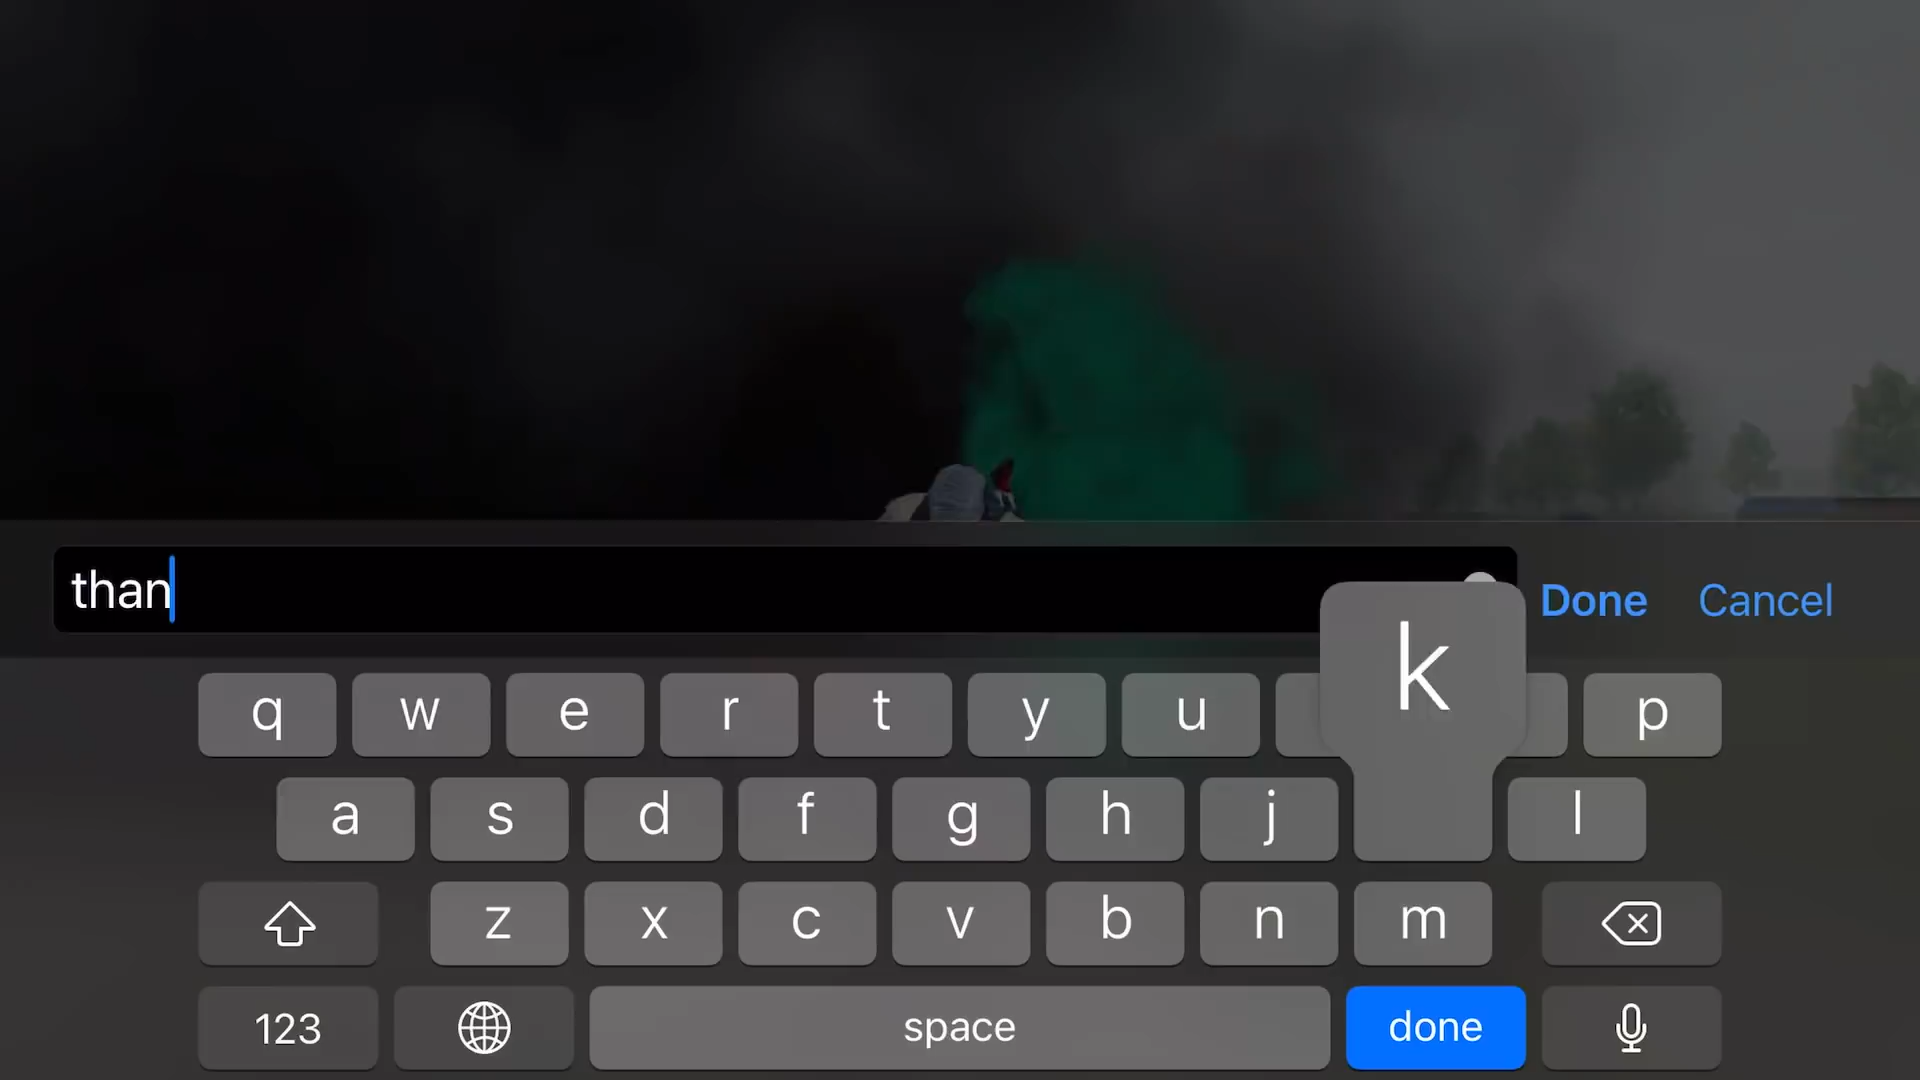 than
Done Cancel
k
q w e r t y u p
a s d f g h j l
z x c v b n m
123 space done